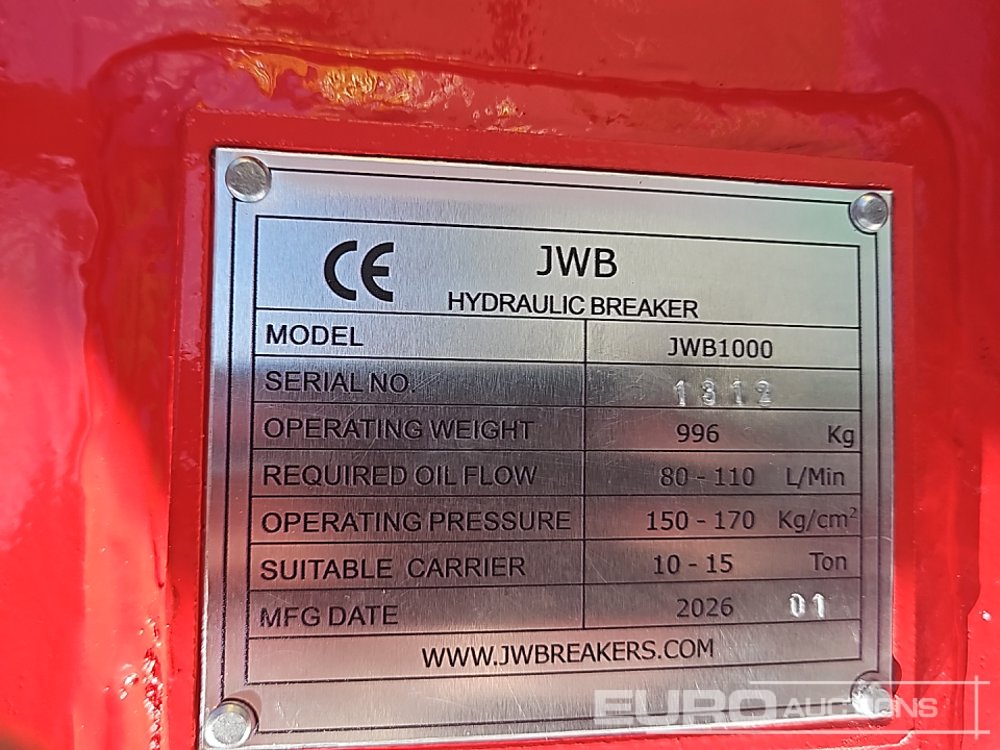 CE JWB
HYDRAULIC BREAKER
MODEL JWB1000
SERIAL NO. 1312
OPERATING WEIGHT 996 Kg
REQUIRED OIL FLOW 80 - 110 L/Min
OPERATING PRESSURE 150 - 170 Kg/cm²
SUITABLE CARRIER 10 - 15 Ton
MFG DATE 2026 01
WWW.JWBREAKERS.COM
EURO AUCTIONS